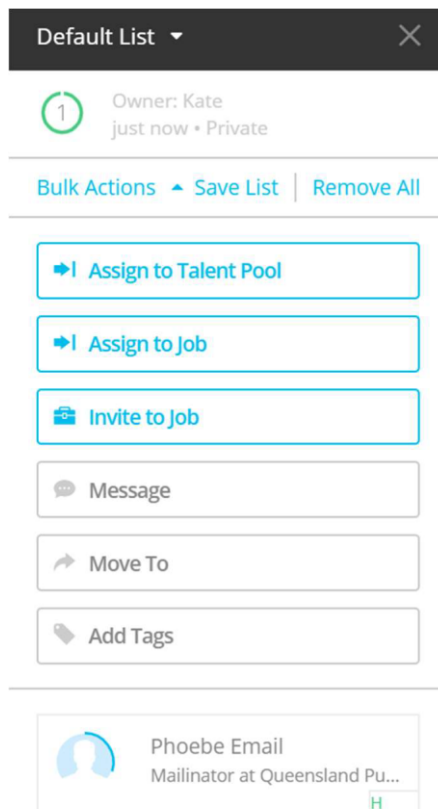 Default List
1
Owner: Kate
just now • Private
Bulk Actions Save List Remove All
Assign to Talent Pool
Assign to Job
Invite to Job
Message
Move To
Add Tags
Phoebe Email
Mailinator at Queensland Pu...
H